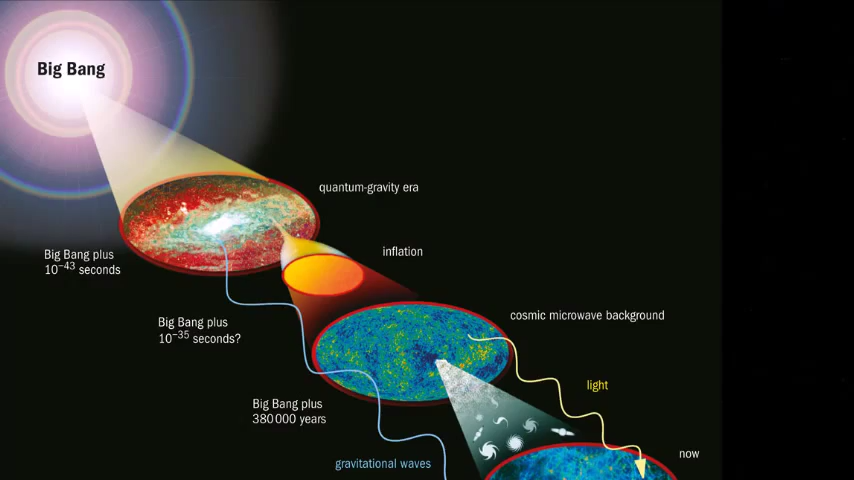 Big Bang
quantum-gravity era
Big Bang plus
10⁻⁴³ seconds
inflation
Big Bang plus
10⁻³⁵ seconds?
cosmic microwave background
light
Big Bang plus
380 000 years
now
gravitational waves